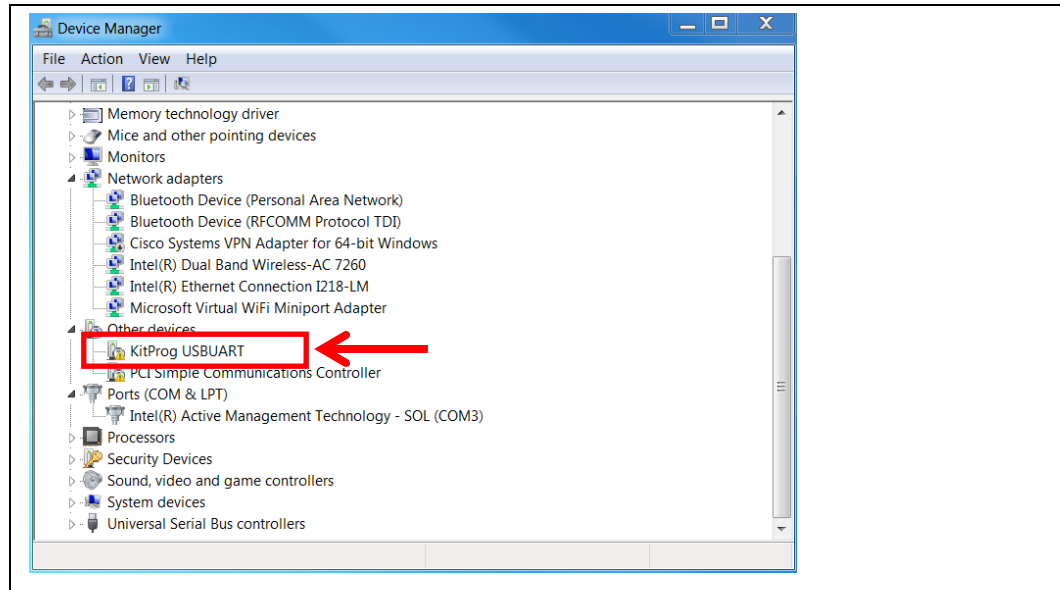 Device Manager
File Action View Help
Memory technology driver
Mice and other pointing devices
Monitors
Network adapters
Bluetooth Device (Personal Area Network)
Bluetooth Device (RFCOMM Protocol TDI)
Cisco Systems VPN Adapter for 64-bit Windows
Intel(R) Dual Band Wireless-AC 7260
Intel(R) Ethernet Connection I218-LM
Microsoft Virtual WiFi Miniport Adapter
Other devices
KitProg USBUART
PCI Simple Communications Controller
Ports (COM & LPT)
Intel(R) Active Management Technology - SOL (COM3)
Processors
Security Devices
Sound, video and game controllers
System devices
Universal Serial Bus controllers